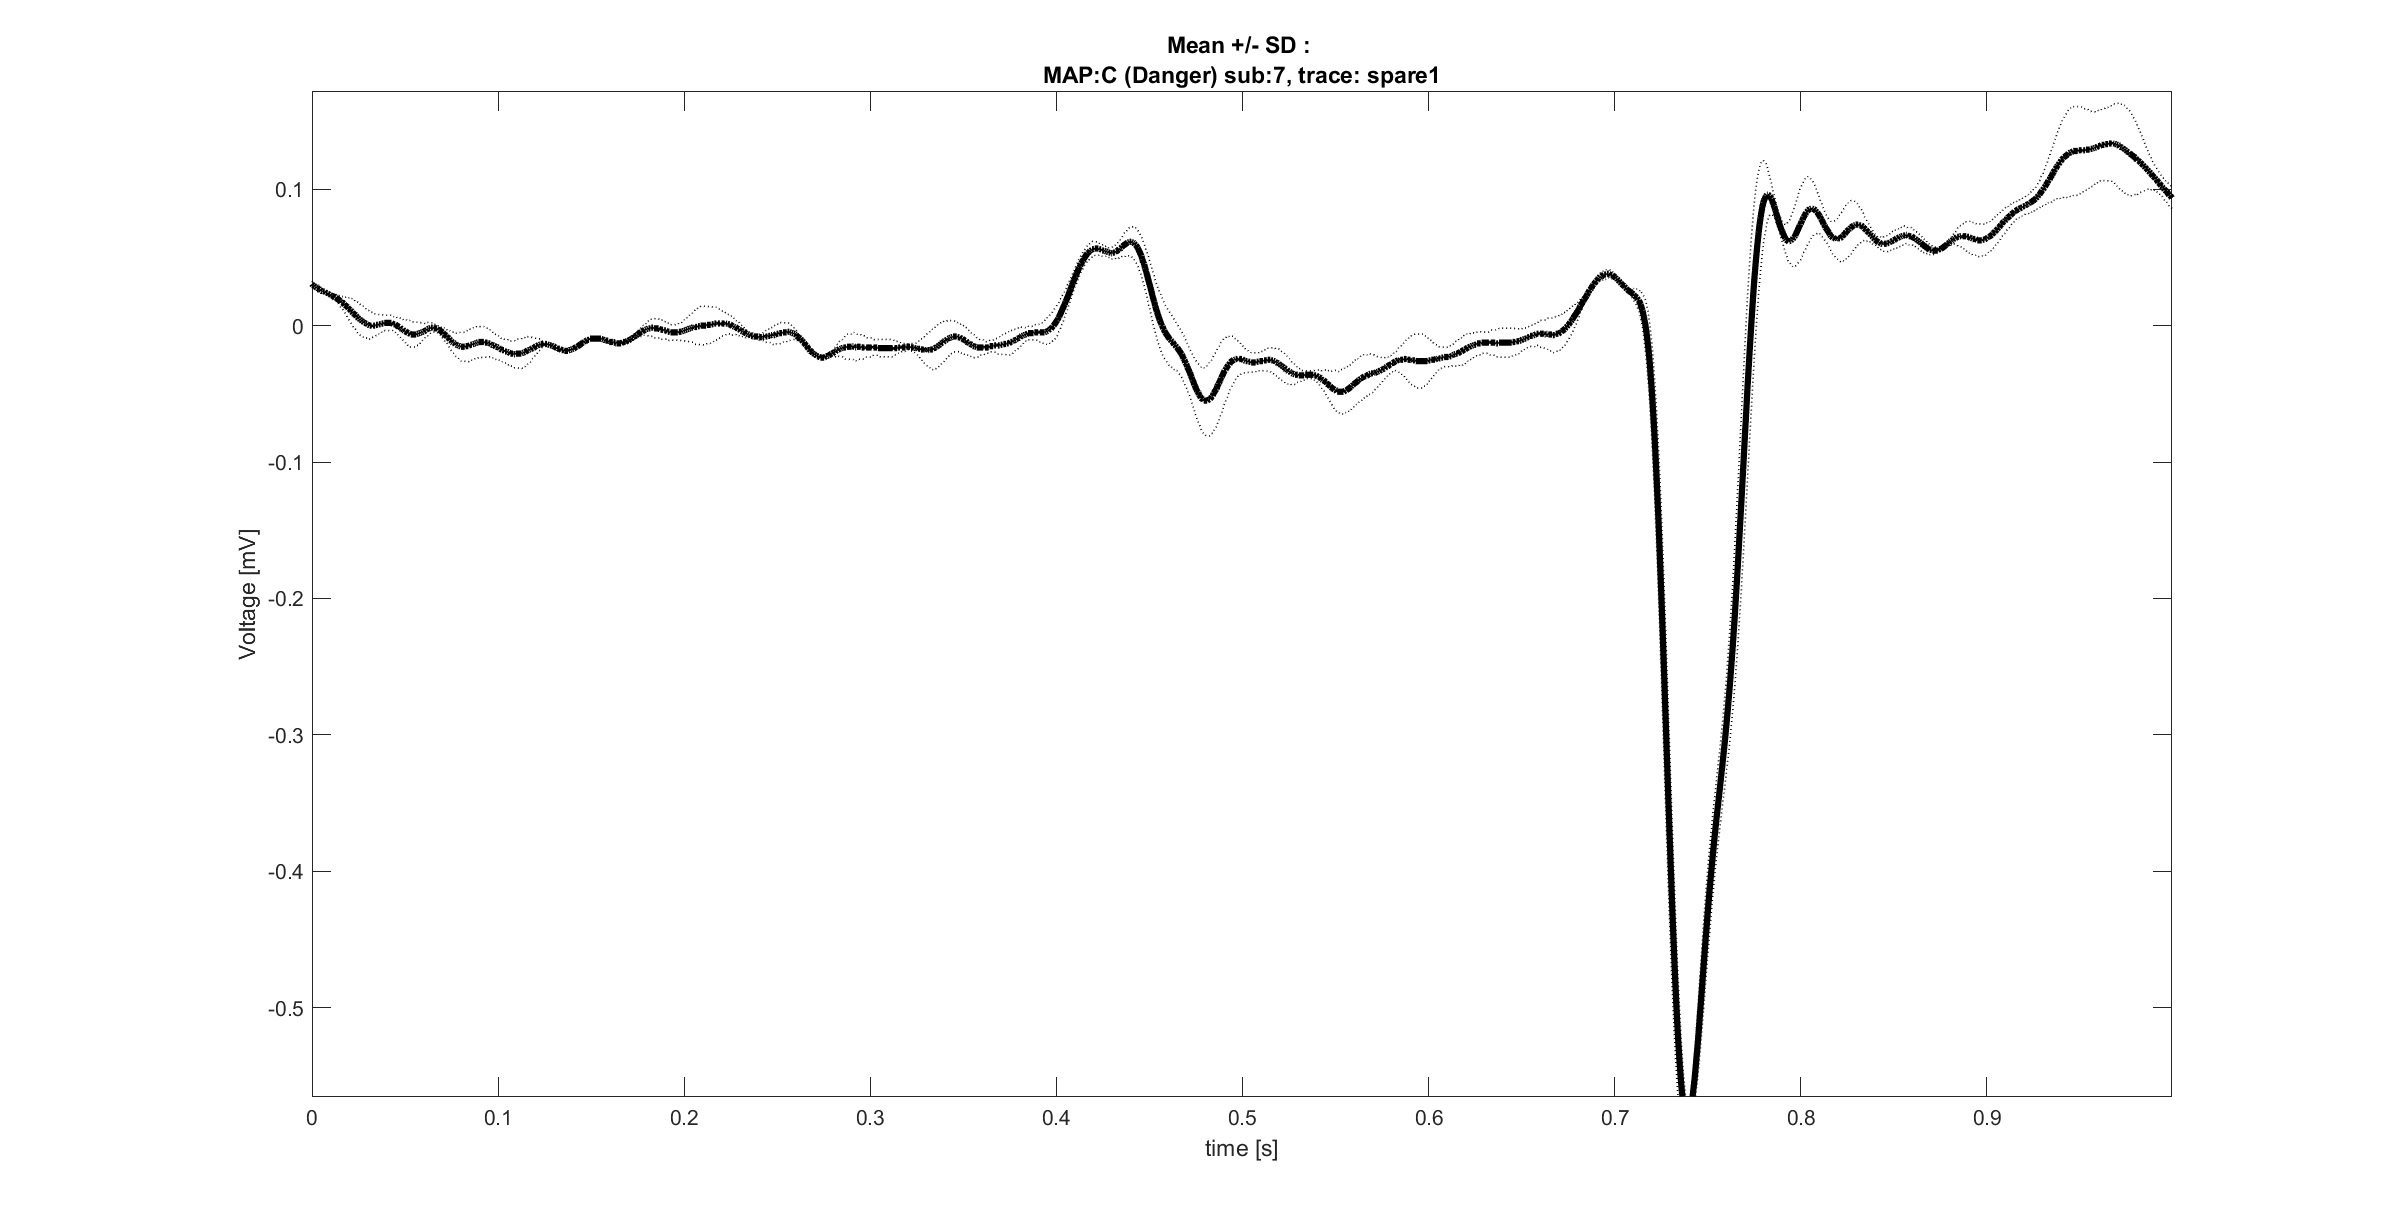 Mean +/- SD :
MAP:C (Danger) sub:7, trace: spare1
0.1
0
-0.1
-0.2
-0.3
-0.4
-0.5
Voltage [mV]
0 0.1 0.2 0.3 0.4 0.5 0.6 0.7 0.8 0.9
time [s]